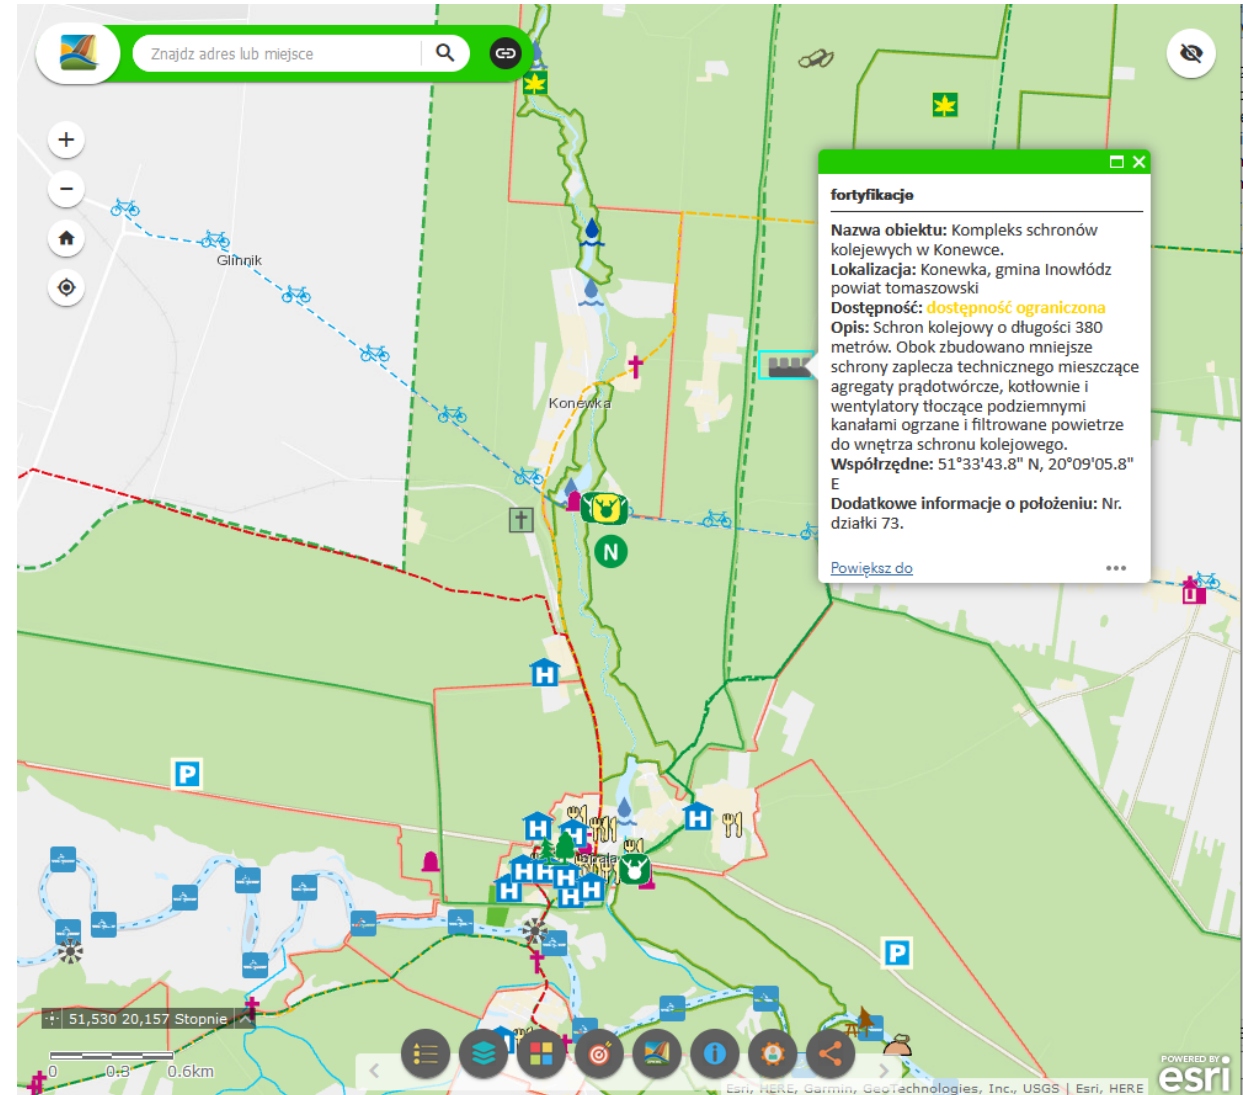 Znajdz adres lub miejsce
Glinnik
Konewka
fortyfikacje
Nazwa obiektu: Kompleks schronów
kolejowych w Konewce.
Lokalizacja: Konewka, gmina Inowłódz
powiat tomaszowski
Dostępność: dostępność ograniczona
Opis: Schron kolejowy o długości 380
metrów. Obok zbudowano mniejsze
schrony zaplecza technicznego mieszczące
agregaty prądotwórcze, kotłownie i
wentylatory tłoczące podziemnymi
kanałami ogrzane i filtrowane powietrze
do wnętrza schronu kolejowego.
Współrzędne: 51°33'43.8" N, 20°09'05.8"
E
Dodatkowe informacje o położeniu: Nr.
działki 73.
Powiększ do
N
H
P
H
H
H
H
H
H
H
H
H
P
51,530 20,157 Stopnie
0 0.3 0.6km
Esri, HERE, Garmin, GeoTechnologies, Inc., USGS | Esri, HERE
POWERED BY
esri